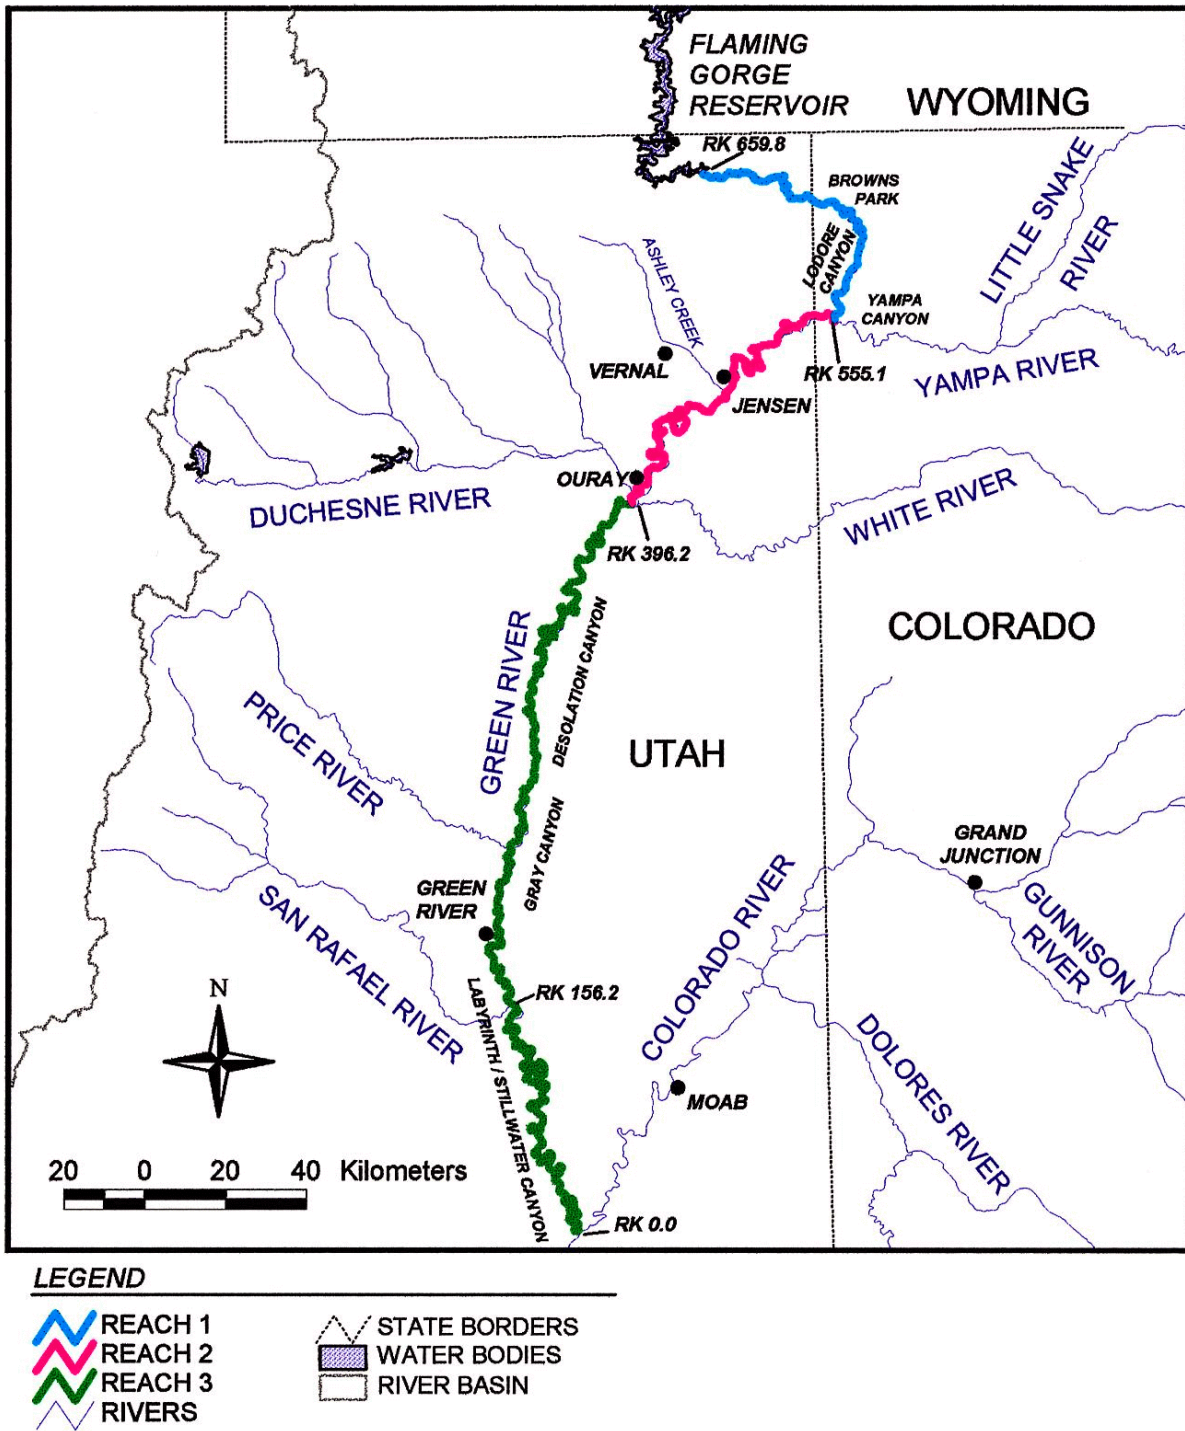 FLAMING
GORGE
RESERVOIR
WYOMING
RK 659.8
BROWNS
PARK
LITTLE SNAKE
RIVER
LODORE
CANYON
ASHLEY CREEK
YAMPA
CANYON
VERNAL
RK 555.1
YAMPA RIVER
JENSEN
OURAY
DUCHESNE RIVER
WHITE RIVER
RK 396.2
COLORADO
GREEN RIVER
DESOLATION CANYON
PRICE RIVER
UTAH
GRAY CANYON
GRAND
JUNCTION
GREEN
RIVER
SAN RAFAEL RIVER
COLORADO RIVER
GUNNISON
RIVER
N
LABYRINTH / STILLWATER CANYON
RK 156.2
DOLORES RIVER
MOAB
20 0 20 40 Kilometers
RK 0.0
LEGEND
REACH 1
REACH 2
REACH 3
RIVERS
STATE BORDERS
WATER BODIES
RIVER BASIN